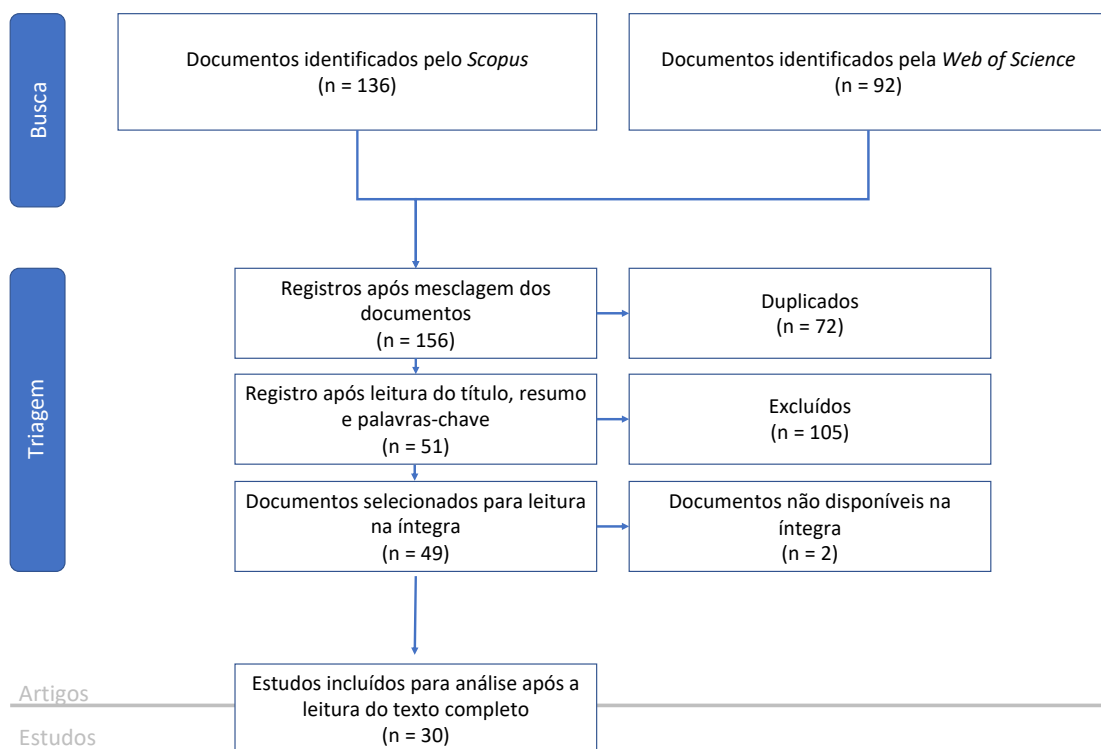 Busca
Documentos identificados pelo Scopus
(n = 136)
Documentos identificados pela Web of Science
(n = 92)
Triagem
Registros após mesclagem dos
documentos
(n = 156)
Duplicados
(n = 72)
Registro após leitura do título, resumo
e palavras-chave
(n = 51)
Excluídos
(n = 105)
Documentos selecionados para leitura
na íntegra
(n = 49)
Documentos não disponíveis na
íntegra
(n = 2)
Artigos
Estudos
Estudos incluídos para análise após a
leitura do texto completo
(n = 30)